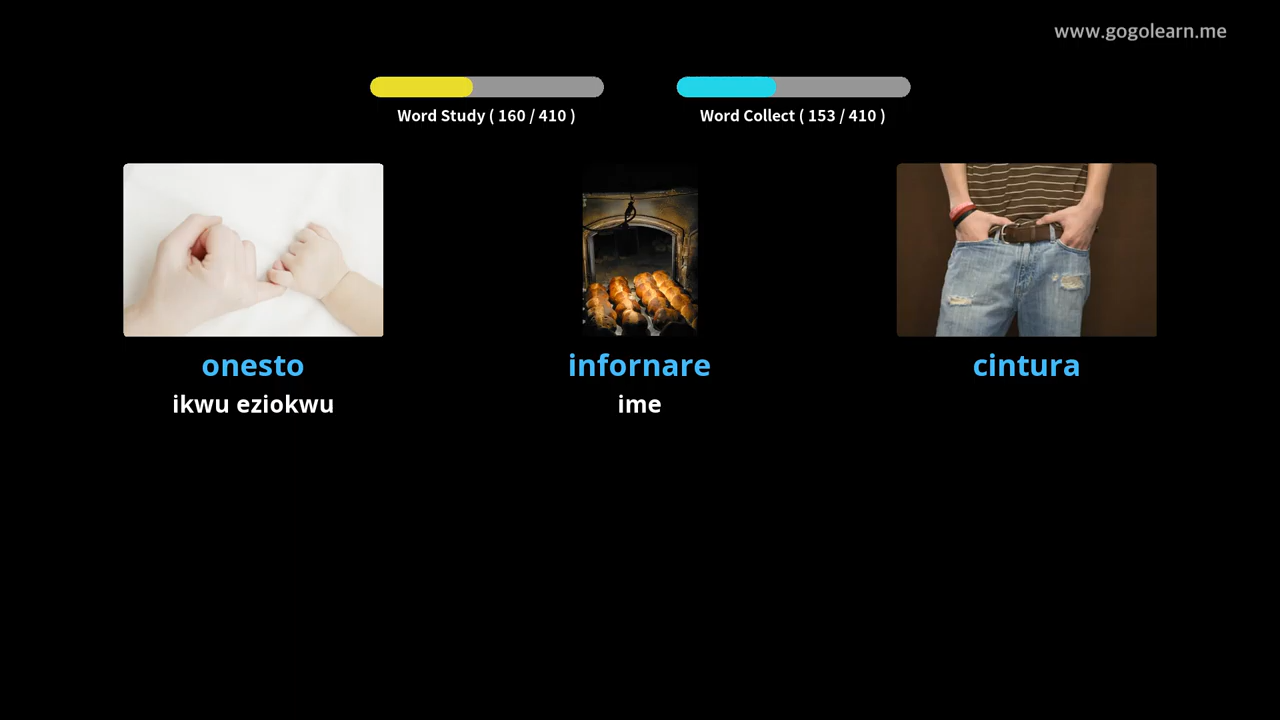 www.gogolearn.me
Word Study ( 160 / 410 )
Word Collect ( 153 / 410 )
onesto
infornare
cintura
ikwu eziokwu
ime